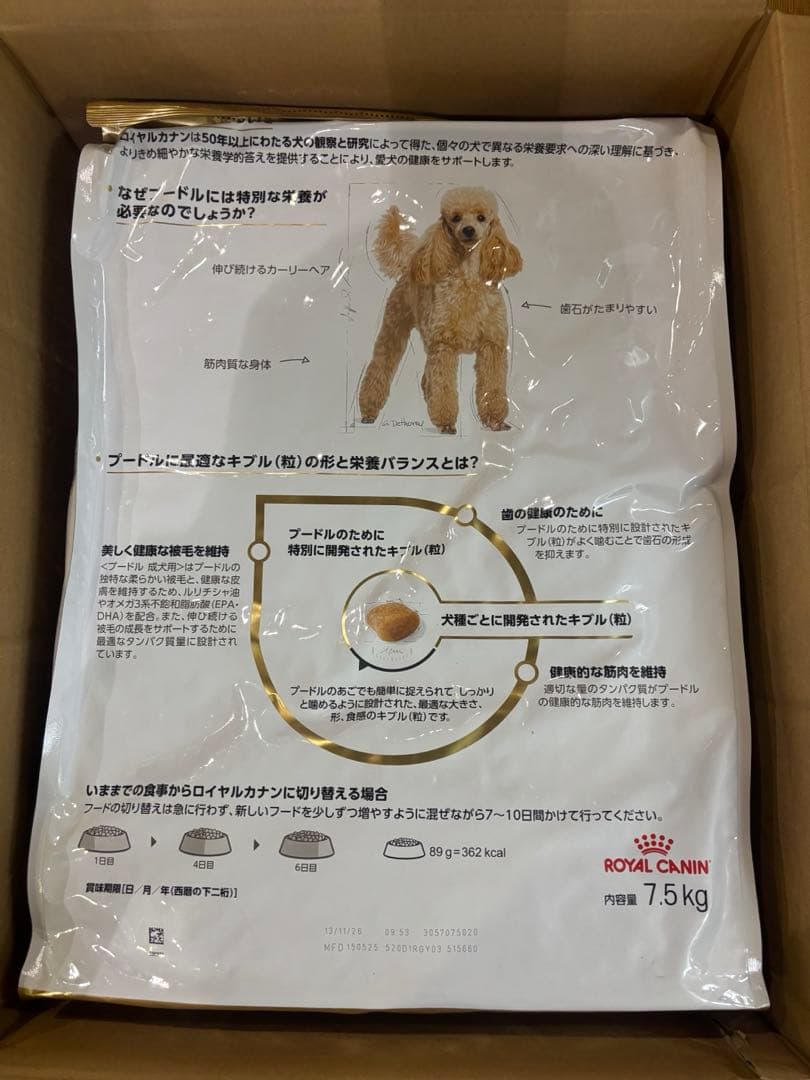 ロイヤルカナンは50年以上にわたる犬の観察と研究によって得た、個々の犬で異なる栄養要求への深い理解に基づき、
よりきめ細やかな栄養学的答えを提供することにより、愛犬の健康をサポートします。
なぜプードルには特別な栄養が
必要なのでしょうか?
伸び続けるカーリーヘア
歯石がたまりやすい
筋肉質な身体
プードルに最適なキブル(粒)の形と栄養バランスとは?
歯の健康のために
プードルのために特別に設計されたキ
ブル(粒)がよく噛むことで歯石の形成
を抑えます。
プードルのために
特別に開発されたキブル(粒)
美しく健康な被毛を維持
<プードル 成犬用>はプードルの
独特な柔らかい被毛と、健康な皮
膚を維持するため、ルリチシャ油
やオメガ3系不飽和脂肪酸(EPA・
DHA)を配合。また、伸び続ける
被毛の成長をサポートするために
最適なタンパク質量に設計され
ています。
犬種ごとに開発されたキブル(粒)
健康的な筋肉を維持
適切な量のタンパク質がプードル
の健康的な筋肉を維持します。
プードルのあごでも簡単に捉えられて、しっかり
と噛めるように設計された、最適な大きさ、
形、食感のキブル(粒)です。
いままでの食事からロイヤルカナンに切り替える場合
フードの切り替えは急に行わず、新しいフードを少しずつ増やすように混ぜながら7〜10日間かけて行ってください。
1日目
4日目
6日目
89 g=362 kcal
ROYAL CANIN
内容量 7.5kg
賞味期限[日/月/年(西暦の下二桁)]
13/11/26 09:53 3057075020
MFD 150525 520D1RGY03 515660